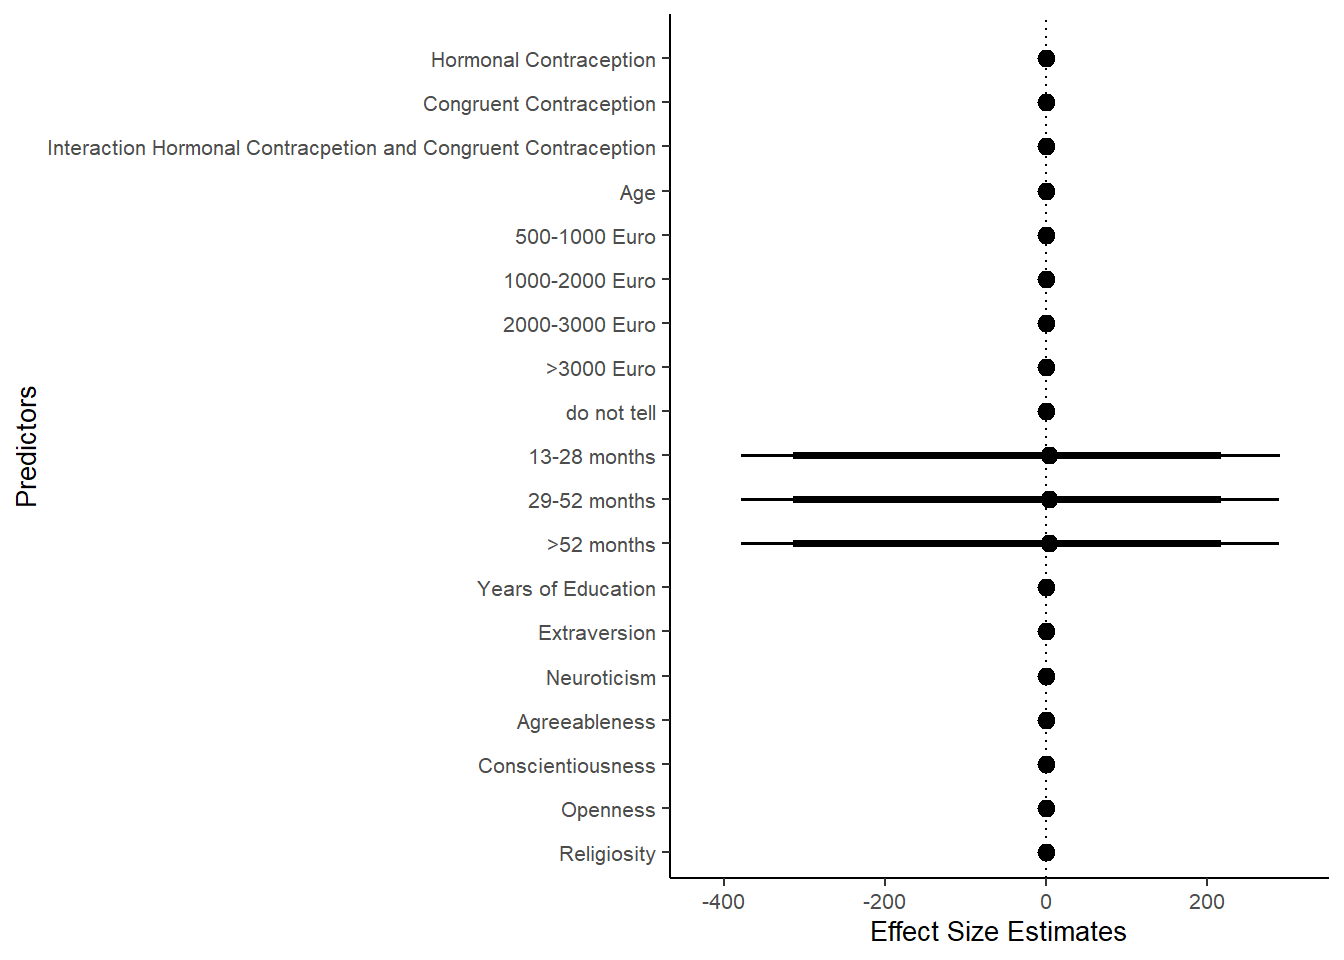 Hormonal Contraception
Congruent Contraception
Interaction Hormonal Contracpetion and Congruent Contraception
Age
500-1000 Euro
1000-2000 Euro
2000-3000 Euro
>3000 Euro
do not tell
13-28 months
29-52 months
>52 months
Years of Education
Extraversion
Neuroticism
Agreeableness
Conscientiousness
Openness
Religiosity
Predictors
-400 -200 0 200
Effect Size Estimates